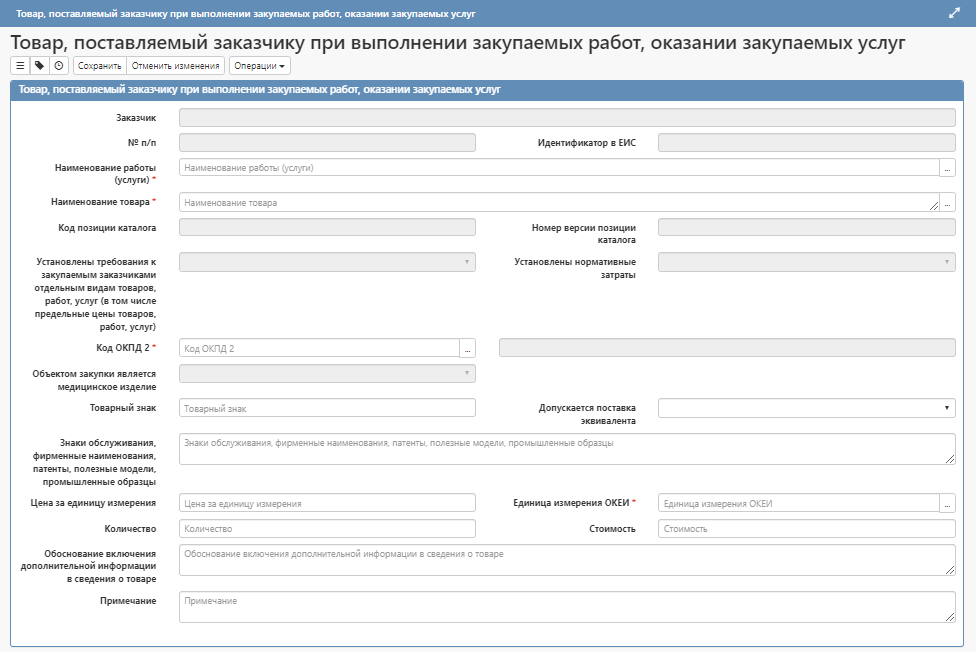 Товар, поставляемый заказчику при выполнении закупаемых работ, оказании закупаемых услуг
Товар, поставляемый заказчику при выполнении закупаемых работ, оказании закупаемых услуг
Сохранить Отменить изменения Операции
Товар, поставляемый заказчику при выполнении закупаемых работ, оказании закупаемых услуг
Заказчик
№ п/п Идентификатор в ЕИС
Наименование работы Наименование работы (услуги) ...
(услуги) *
Наименование товара * Наименование товара ...
Код позиции каталога Номер версии позиции
каталога
Установлены требования к Установлены нормативные
закупаемым заказчиками затраты
отдельным видам товаров,
работ, услуг (в том числе
предельные цены товаров,
работ, услуг)
Код ОКПД 2 * Код ОКПД 2 ...
Объектом закупки является
медицинское изделие
Товарный знак Товарный знак Допускается поставка
эквивалента
Знаки обслуживания, Знаки обслуживания, фирменные наименования, патенты, полезные модели, промышленные образцы
фирменные наименования,
патенты, полезные модели,
промышленные образцы
Цена за единицу измерения Цена за единицу измерения Единица измерения ОКЕИ * Единица измерения ОКЕИ ...
Количество Количество Стоимость Стоимость
Обоснование включения Обоснование включения дополнительной информации в сведения о товаре
дополнительной информации
в сведения о товаре
Примечание Примечание